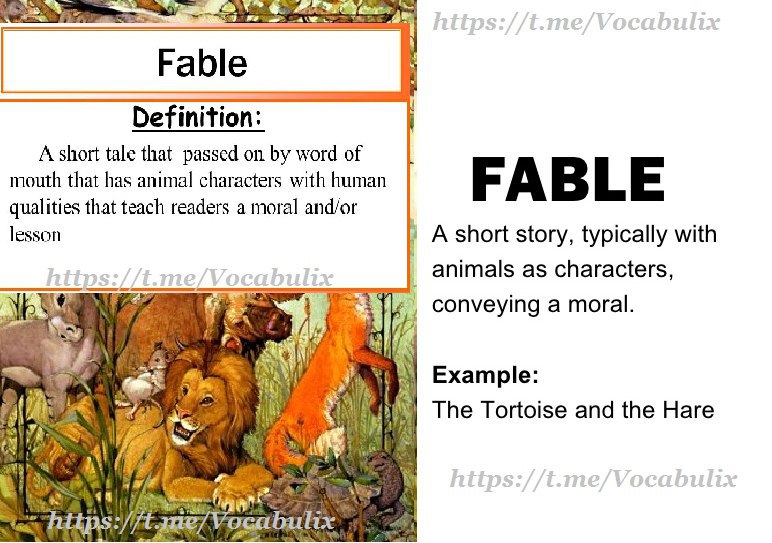 Fable
Definition:
A short tale that passed on by word of
mouth that has animal characters with human
qualities that teach readers a moral and/or
lesson
https://t.me/Vocabulix
https://t.me/Vocabulix
https://t.me/Vocabulix
FABLE
A short story, typically with
animals as characters,
conveying a moral.
Example:
The Tortoise and the Hare
https://t.me/Vocabulix